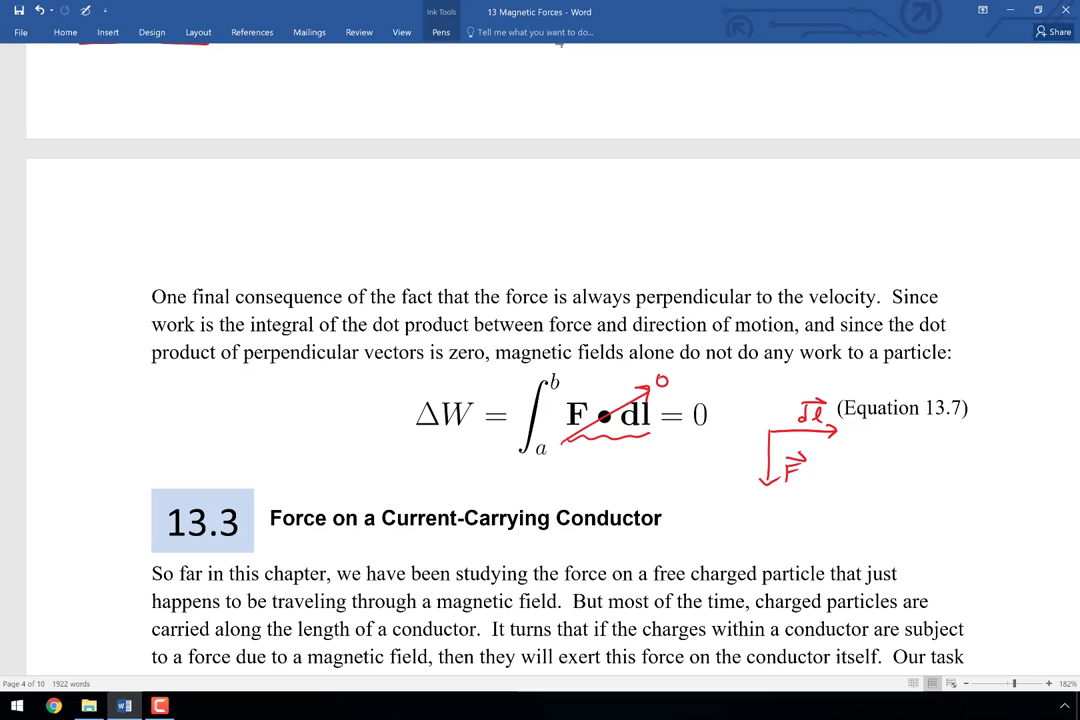 Ink Tools
13 Magnetic Forces - Word
File Home Insert Design Layout References Mailings Review View Pens Tell me what you want to do... Share
One final consequence of the fact that the force is always perpendicular to the velocity. Since
work is the integral of the dot product between force and direction of motion, and since the dot
product of perpendicular vectors is zero, magnetic fields alone do not do any work to a particle:
ΔW = ∫_a^b F • dl = 0
0
dl
F
(Equation 13.7)
13.3 Force on a Current-Carrying Conductor
So far in this chapter, we have been studying the force on a free charged particle that just
happens to be traveling through a magnetic field. But most of the time, charged particles are
carried along the length of a conductor. It turns that if the charges within a conductor are subject
to a force due to a magnetic field, then they will exert this force on the conductor itself. Our task
Page 4 of 10 1922 words 182%